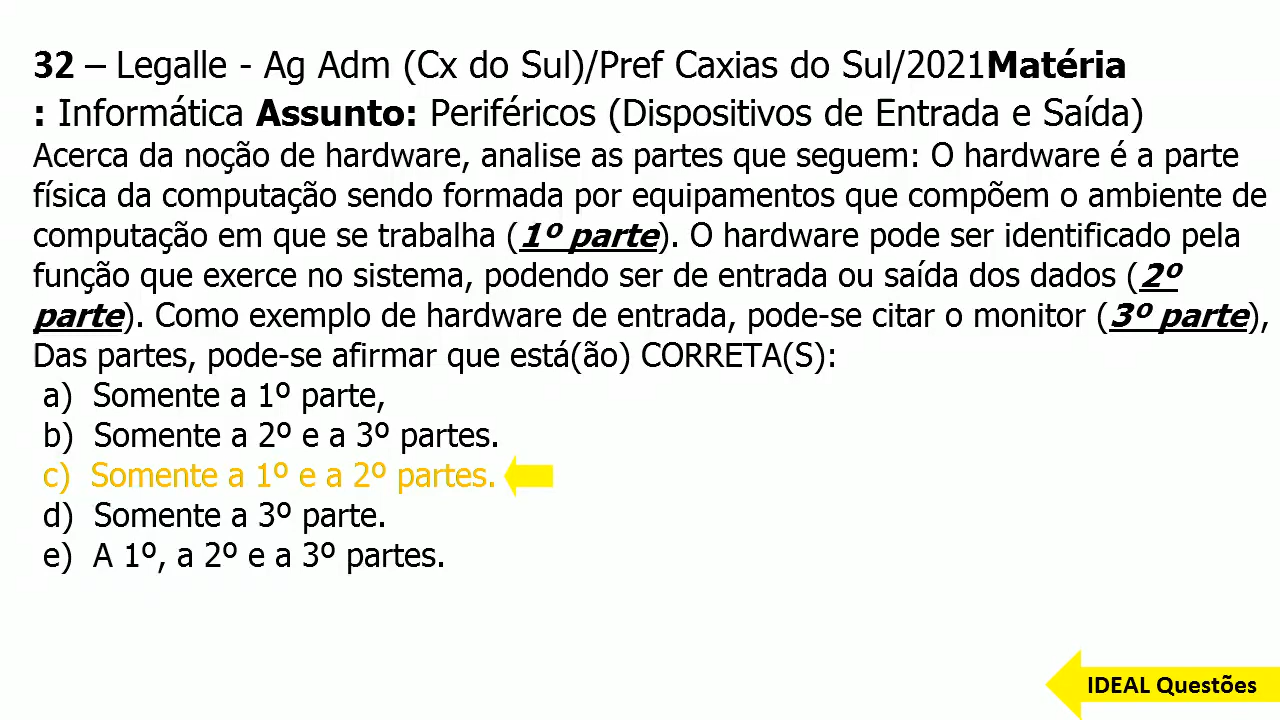 32 – Legalle - Ag Adm (Cx do Sul)/Pref Caxias do Sul/2021Matéria
: Informática Assunto: Periféricos (Dispositivos de Entrada e Saída)
Acerca da noção de hardware, analise as partes que seguem: O hardware é a parte
física da computação sendo formada por equipamentos que compõem o ambiente de
computação em que se trabalha (1º parte). O hardware pode ser identificado pela
função que exerce no sistema, podendo ser de entrada ou saída dos dados (2º
parte). Como exemplo de hardware de entrada, pode-se citar o monitor (3º parte),
Das partes, pode-se afirmar que está(ão) CORRETA(S):
a) Somente a 1º parte,
b) Somente a 2º e a 3º partes.
c) Somente a 1º e a 2º partes.
d) Somente a 3º parte.
e) A 1º, a 2º e a 3º partes.
IDEAL Questões